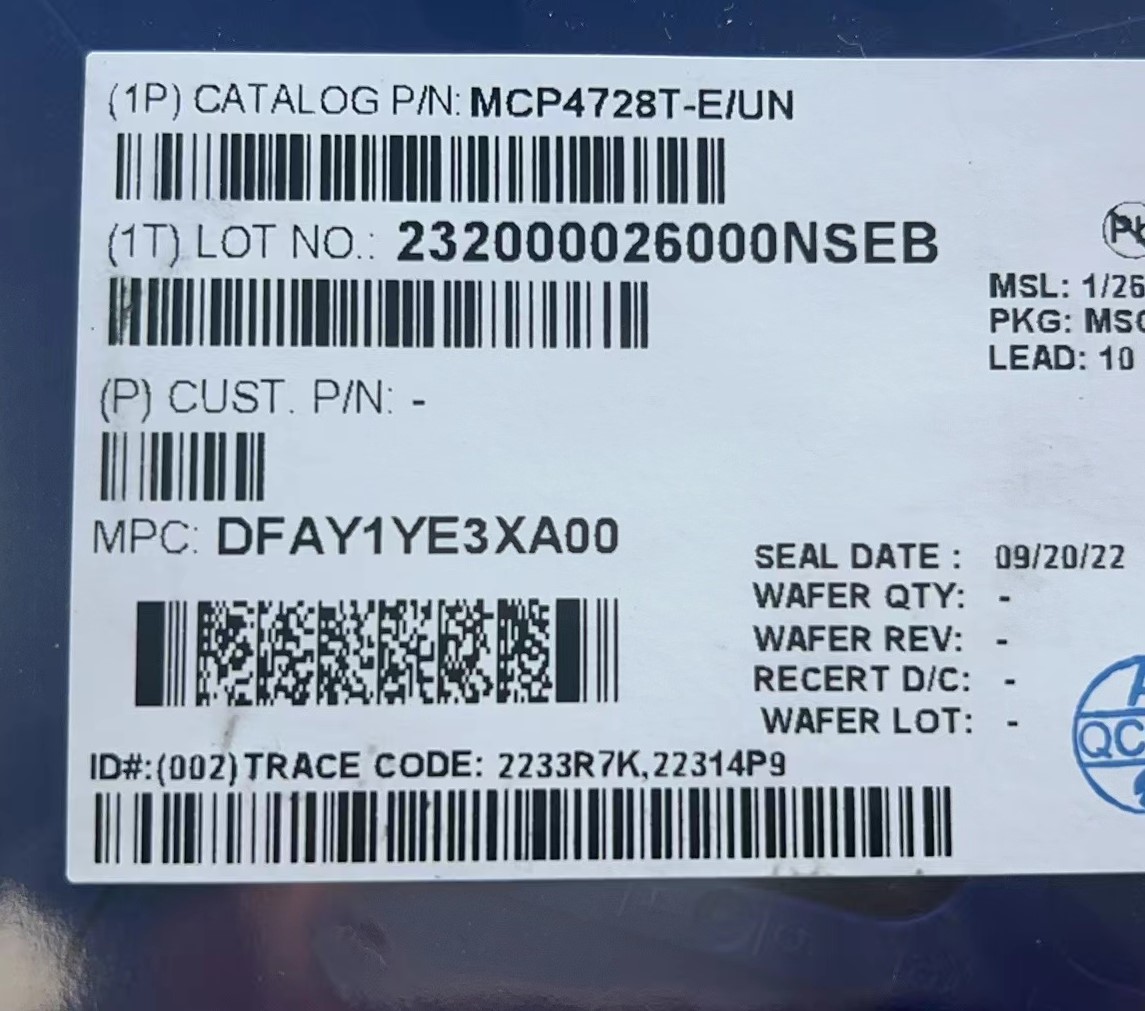 (1P) CATALOG P/N: MCP4728T-E/UN
(1T) LOT NO.: 232000026000NSEB
MSL: 1/26
PKG: MSO
LEAD: 10
(P) CUST. P/N: -
MPC: DFAY1YE3XA00
SEAL DATE : 09/20/22
WAFER QTY: -
WAFER REV: -
RECERT D/C: -
WAFER LOT: -
QC
ID#:(002) TRACE CODE: 2233R7K,22314P9